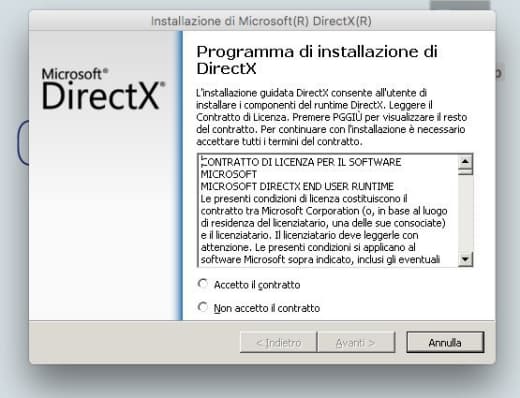 Installazione di Microsoft(R) DirectX(R)
Microsoft®
DirectX®
Programma di installazione di
DirectX
L'installazione guidata DirectX consente all'utente di
installare i componenti del runtime DirectX. Leggere il
Contratto di Licenza. Premere PGGIÙ per visualizzare il resto
del contratto. Per continuare con l'installazione è necessario
accettare tutti i termini del contratto.
CONTRATTO DI LICENZA PER IL SOFTWARE
MICROSOFT
MICROSOFT DIRECTX END USER RUNTIME
Le presenti condizioni di licenza costituiscono il
contratto tra Microsoft Corporation (o, in base al luogo
di residenza del licenziatario, una delle sue consociate)
e il licenziatario. Il licenziatario deve leggerle con
attenzione. Le presenti condizioni si applicano al
software Microsoft sopra indicato, inclusi gli eventuali
Accetto il contratto
Non accetto il contratto
< Indietro
Avanti >
Annulla